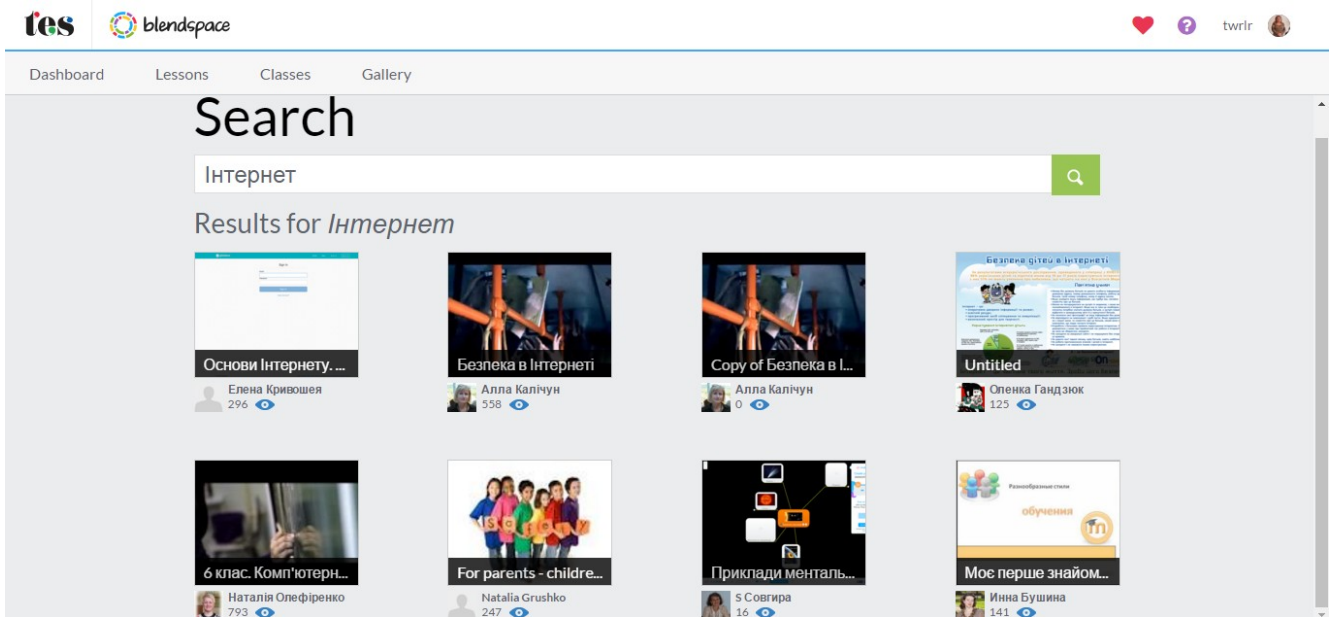 tes blendspace twrlr
Dashboard Lessons Classes Gallery
Search
Інтернет
Results for Інтернет
Основи Інтернету. ...
Елена Кривошея
296
Безпека в Інтернеті
Алла Калічун
558
Copy of Безпека в І...
Алла Калічун
0
Безпека дітей в Інтернеті
Untitled
Оленка Гандзюк
125
6 клас. Комп'ютерн...
Наталія Олефіренко
793
Safety
For parents - childre...
Natalia Grushko
247
Приклади менталь...
S Совгира
16
Разнообразные стили
обучения
m
Моє перше знайом...
Инна Бушина
141